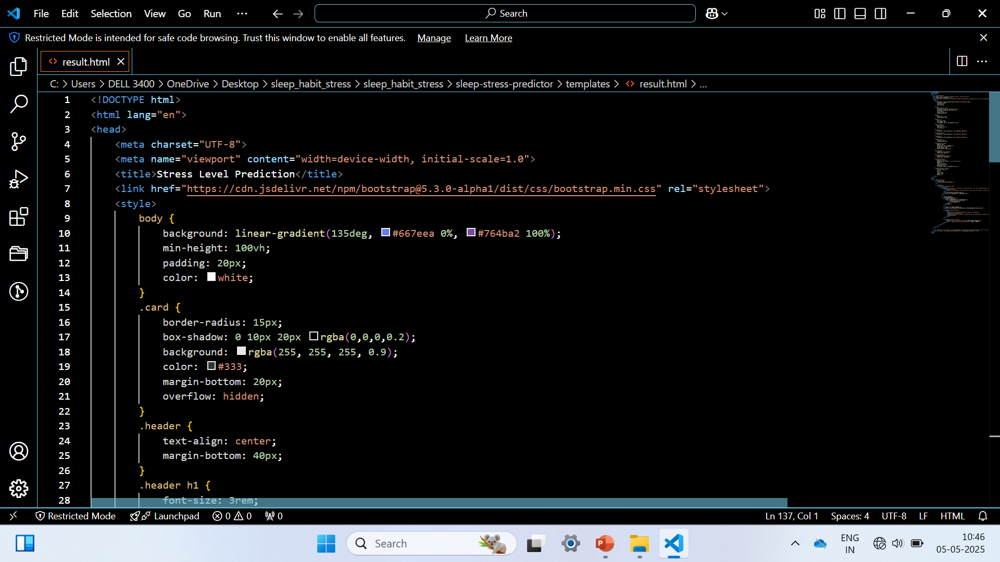 File Edit Selection View Go Run ··· Search
Restricted Mode is intended for safe code browsing. Trust this window to enable all features. Manage Learn More
result.html
C: > Users > DELL 3400 > OneDrive > Desktop > sleep_habit_stress > sleep_habit_stress > sleep-stress-predictor > templates > <> result.html > ...
1 <!DOCTYPE html>
2 <html lang="en">
3 <head>
4 <meta charset="UTF-8">
5 <meta name="viewport" content="width=device-width, initial-scale=1.0">
6 <title>Stress Level Prediction</title>
7 <link href="https://cdn.jsdelivr.net/npm/bootstrap@5.3.0-alpha1/dist/css/bootstrap.min.css" rel="stylesheet">
8 <style>
9 body {
10 background: linear-gradient(135deg, #667eea 0%, #764ba2 100%);
11 min-height: 100vh;
12 padding: 20px;
13 color: white;
14 }
15 .card {
16 border-radius: 15px;
17 box-shadow: 0 10px 20px rgba(0,0,0,0.2);
18 background: rgba(255, 255, 255, 0.9);
19 color: #333;
20 margin-bottom: 20px;
21 overflow: hidden;
22 }
23 .header {
24 text-align: center;
25 margin-bottom: 40px;
26 }
27 .header h1 {
28 font-size: 3rem;
Restricted Mode Launchpad 0 0 0 Ln 137, Col 1 Spaces: 4 UTF-8 LF HTML
Search
ENG
IN
10:46
05-05-2025